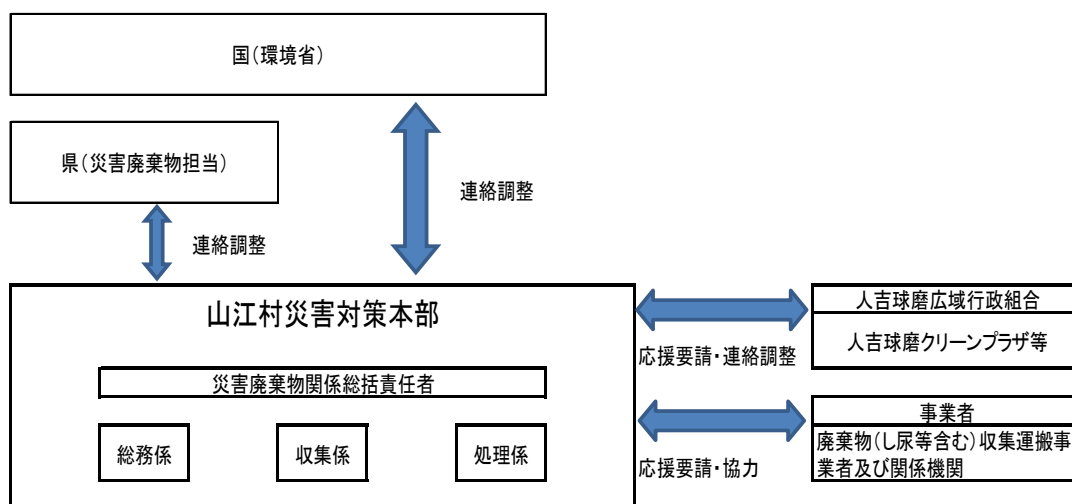 国(環境省)
県(災害廃棄物担当)
連絡調整
連絡調整
山江村災害対策本部
災害廃棄物関係総括責任者
総務係
収集係
処理係
応援要請・連絡調整
人吉球磨広域行政組合
人吉球磨クリーンプラザ等
応援要請・協力
事業者
廃棄物(し尿等含む)収集運搬事
業者及び関係機関